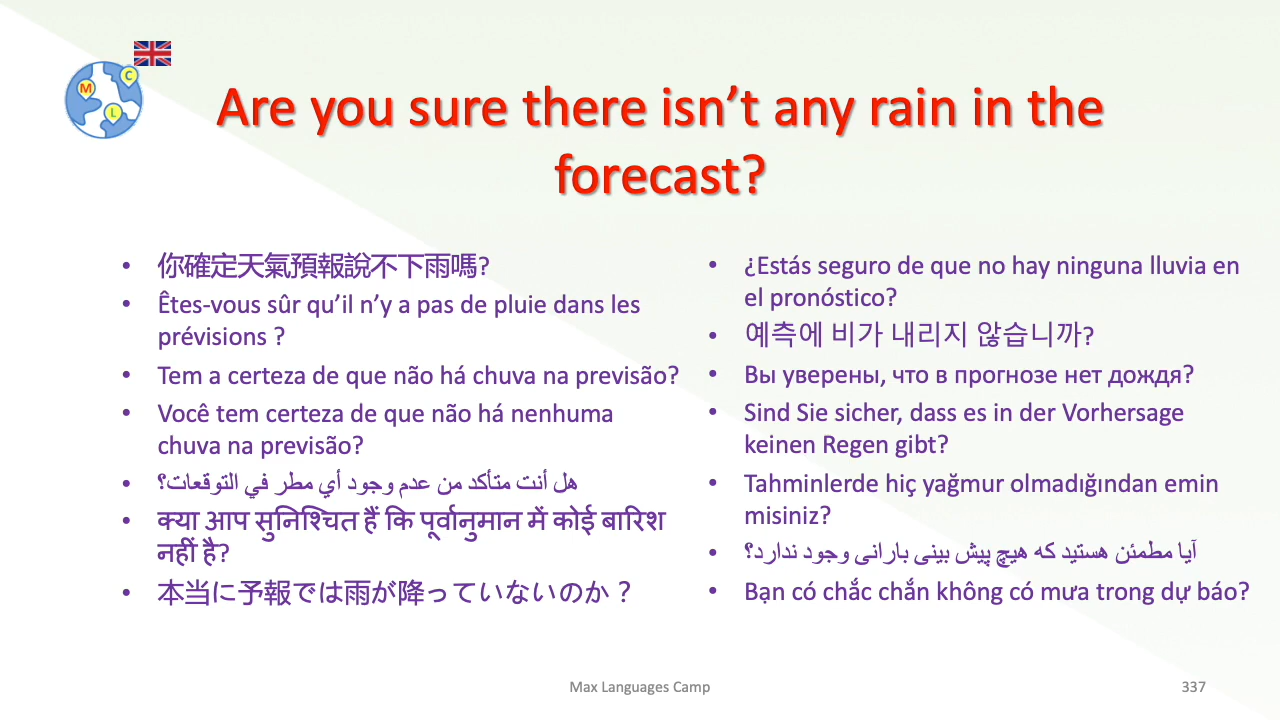 M
C
L
Are you sure there isn’t any rain in the
forecast?
• 你確定天氣預報說不下雨嗎?
• Êtes-vous sûr qu’il n’y a pas de pluie dans les
prévisions ?
• Tem a certeza de que não há chuva na previsão?
• Você tem certeza de que não há nenhuma
chuva na previsão?
• هل أنت متأكد من عدم وجود أي مطر في التوقعات؟
• क्या आप सुनिश्चित हैं कि पूर्वानुमान में कोई बारिश
नहीं है?
• 本当に予報では雨が降っていないのか？
• ¿Estás seguro de que no hay ninguna lluvia en
el pronóstico?
• 예측에 비가 내리지 않습니까?
• Вы уверены, что в прогнозе нет дождя?
• Sind Sie sicher, dass es in der Vorhersage
keinen Regen gibt?
• Tahminlerde hiç yağmur olmadığından emin
misiniz?
• آیا مطمئن هستید که هیچ پیش بینی بارانی وجود ندارد؟
• Bạn có chắc chắn không có mưa trong dự báo?
Max Languages Camp
337